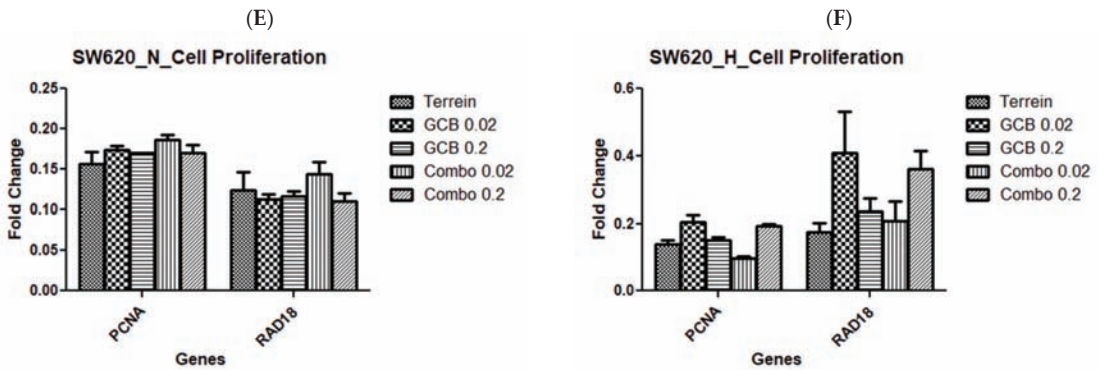 (E)
SW620_N_Cell Proliferation
Fold Change
0.25
0.20
0.15
0.10
0.05
0.00
PCNA
RAD18
Genes
Terrein
GCB 0.02
GCB 0.2
Combo 0.02
Combo 0.2
(F)
SW620_H_Cell Proliferation
Fold Change
0.6
0.4
0.2
0.0
PCNA
RAD18
Genes
Terrein
GCB 0.02
GCB 0.2
Combo 0.02
Combo 0.2